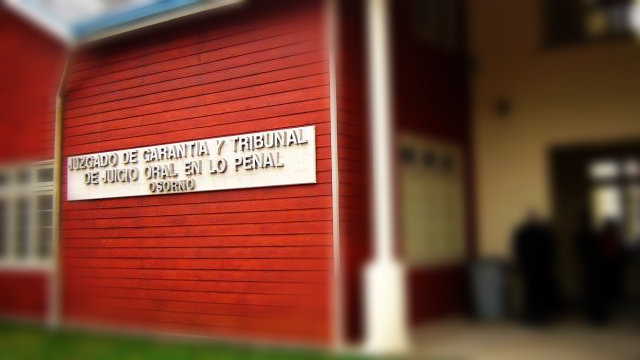 JUZGADO DE GARANTIA Y TRIBUNAL
DE JUICIO ORAL EN LO PENAL
OSORNO